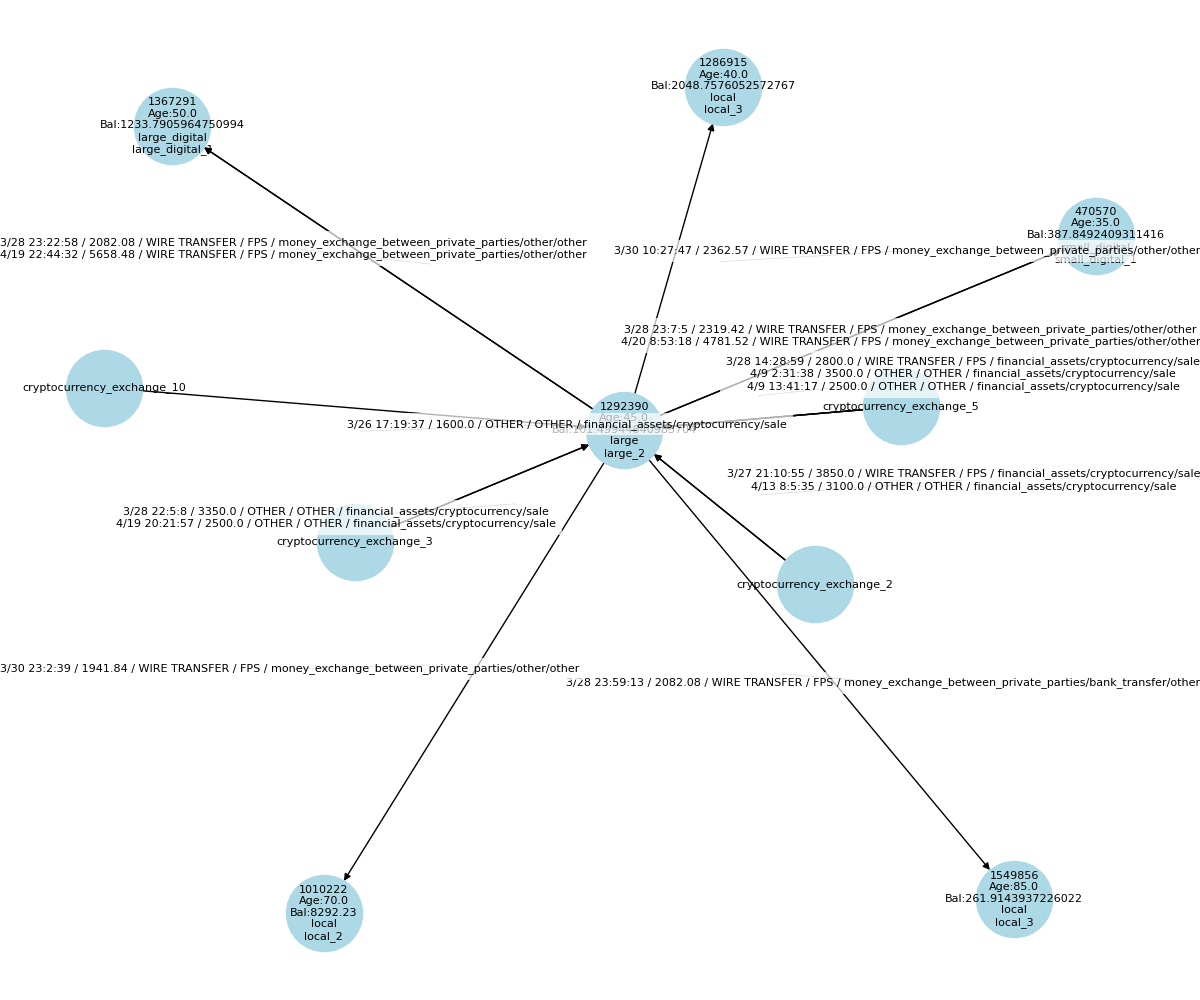 1286915
Age:40.0
Bal:2048.7576052572767
local
local_3
1367291
Age:50.0
Bal:1233.7905964750994
large_digital
large_digital_1
470570
Age:35.0
Bal:387.8492409311416
small_digital
small_digital_1
3/28 23:22:58 / 2082.08 / WIRE TRANSFER / FPS / money_exchange_between_private_parties/other/other
4/19 22:44:32 / 5658.48 / WIRE TRANSFER / FPS / money_exchange_between_private_parties/other/other
3/30 10:27:47 / 2362.57 / WIRE TRANSFER / FPS / money_exchange_between_private_parties/other/other
3/28 23:7:5 / 2319.42 / WIRE TRANSFER / FPS / money_exchange_between_private_parties/other/other
4/20 8:53:18 / 4781.52 / WIRE TRANSFER / FPS / money_exchange_between_private_parties/other/other
3/28 14:28:59 / 2800.0 / WIRE TRANSFER / FPS / financial_assets/cryptocurrency/sale
4/9 2:31:38 / 3500.0 / OTHER / OTHER / financial_assets/cryptocurrency/sale
4/9 13:41:17 / 2500.0 / OTHER / OTHER / financial_assets/cryptocurrency/sale
cryptocurrency_exchange_10
cryptocurrency_exchange_5
1292390
Age:45.0
3/26 17:19:37 / 1600.0 / OTHER / OTHER / financial_assets/cryptocurrency/sale
large
large_2
3/27 21:10:55 / 3850.0 / WIRE TRANSFER / FPS / financial_assets/cryptocurrency/sale
4/13 8:5:35 / 3100.0 / OTHER / OTHER / financial_assets/cryptocurrency/sale
3/28 22:5:8 / 3350.0 / OTHER / OTHER / financial_assets/cryptocurrency/sale
4/19 20:21:57 / 2500.0 / OTHER / OTHER / financial_assets/cryptocurrency/sale
cryptocurrency_exchange_3
cryptocurrency_exchange_2
3/30 23:2:39 / 1941.84 / WIRE TRANSFER / FPS / money_exchange_between_private_parties/other/other
3/28 23:59:13 / 2082.08 / WIRE TRANSFER / FPS / money_exchange_between_private_parties/bank_transfer/other
1010222
Age:70.0
Bal:8292.23
local
local_2
1549856
Age:85.0
Bal:261.9143937226022
local
local_3